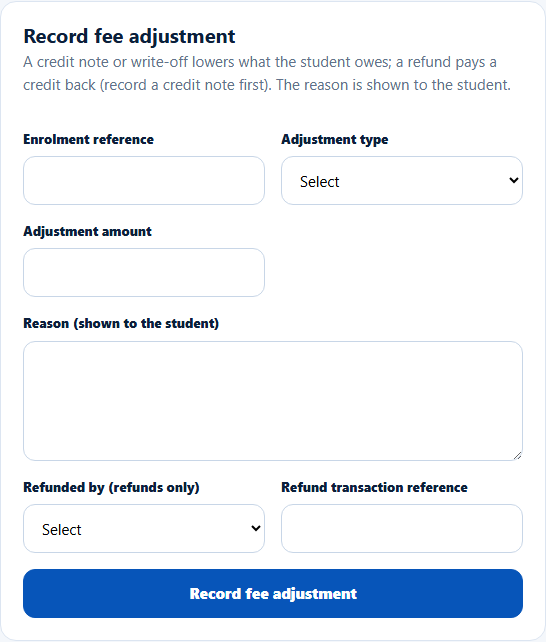 Record fee adjustment
A credit note or write-off lowers what the student owes; a refund pays a
credit back (record a credit note first). The reason is shown to the student.
Enrolment reference
Adjustment type
Select
Adjustment amount
Reason (shown to the student)
Refunded by (refunds only)
Refund transaction reference
Select
Record fee adjustment